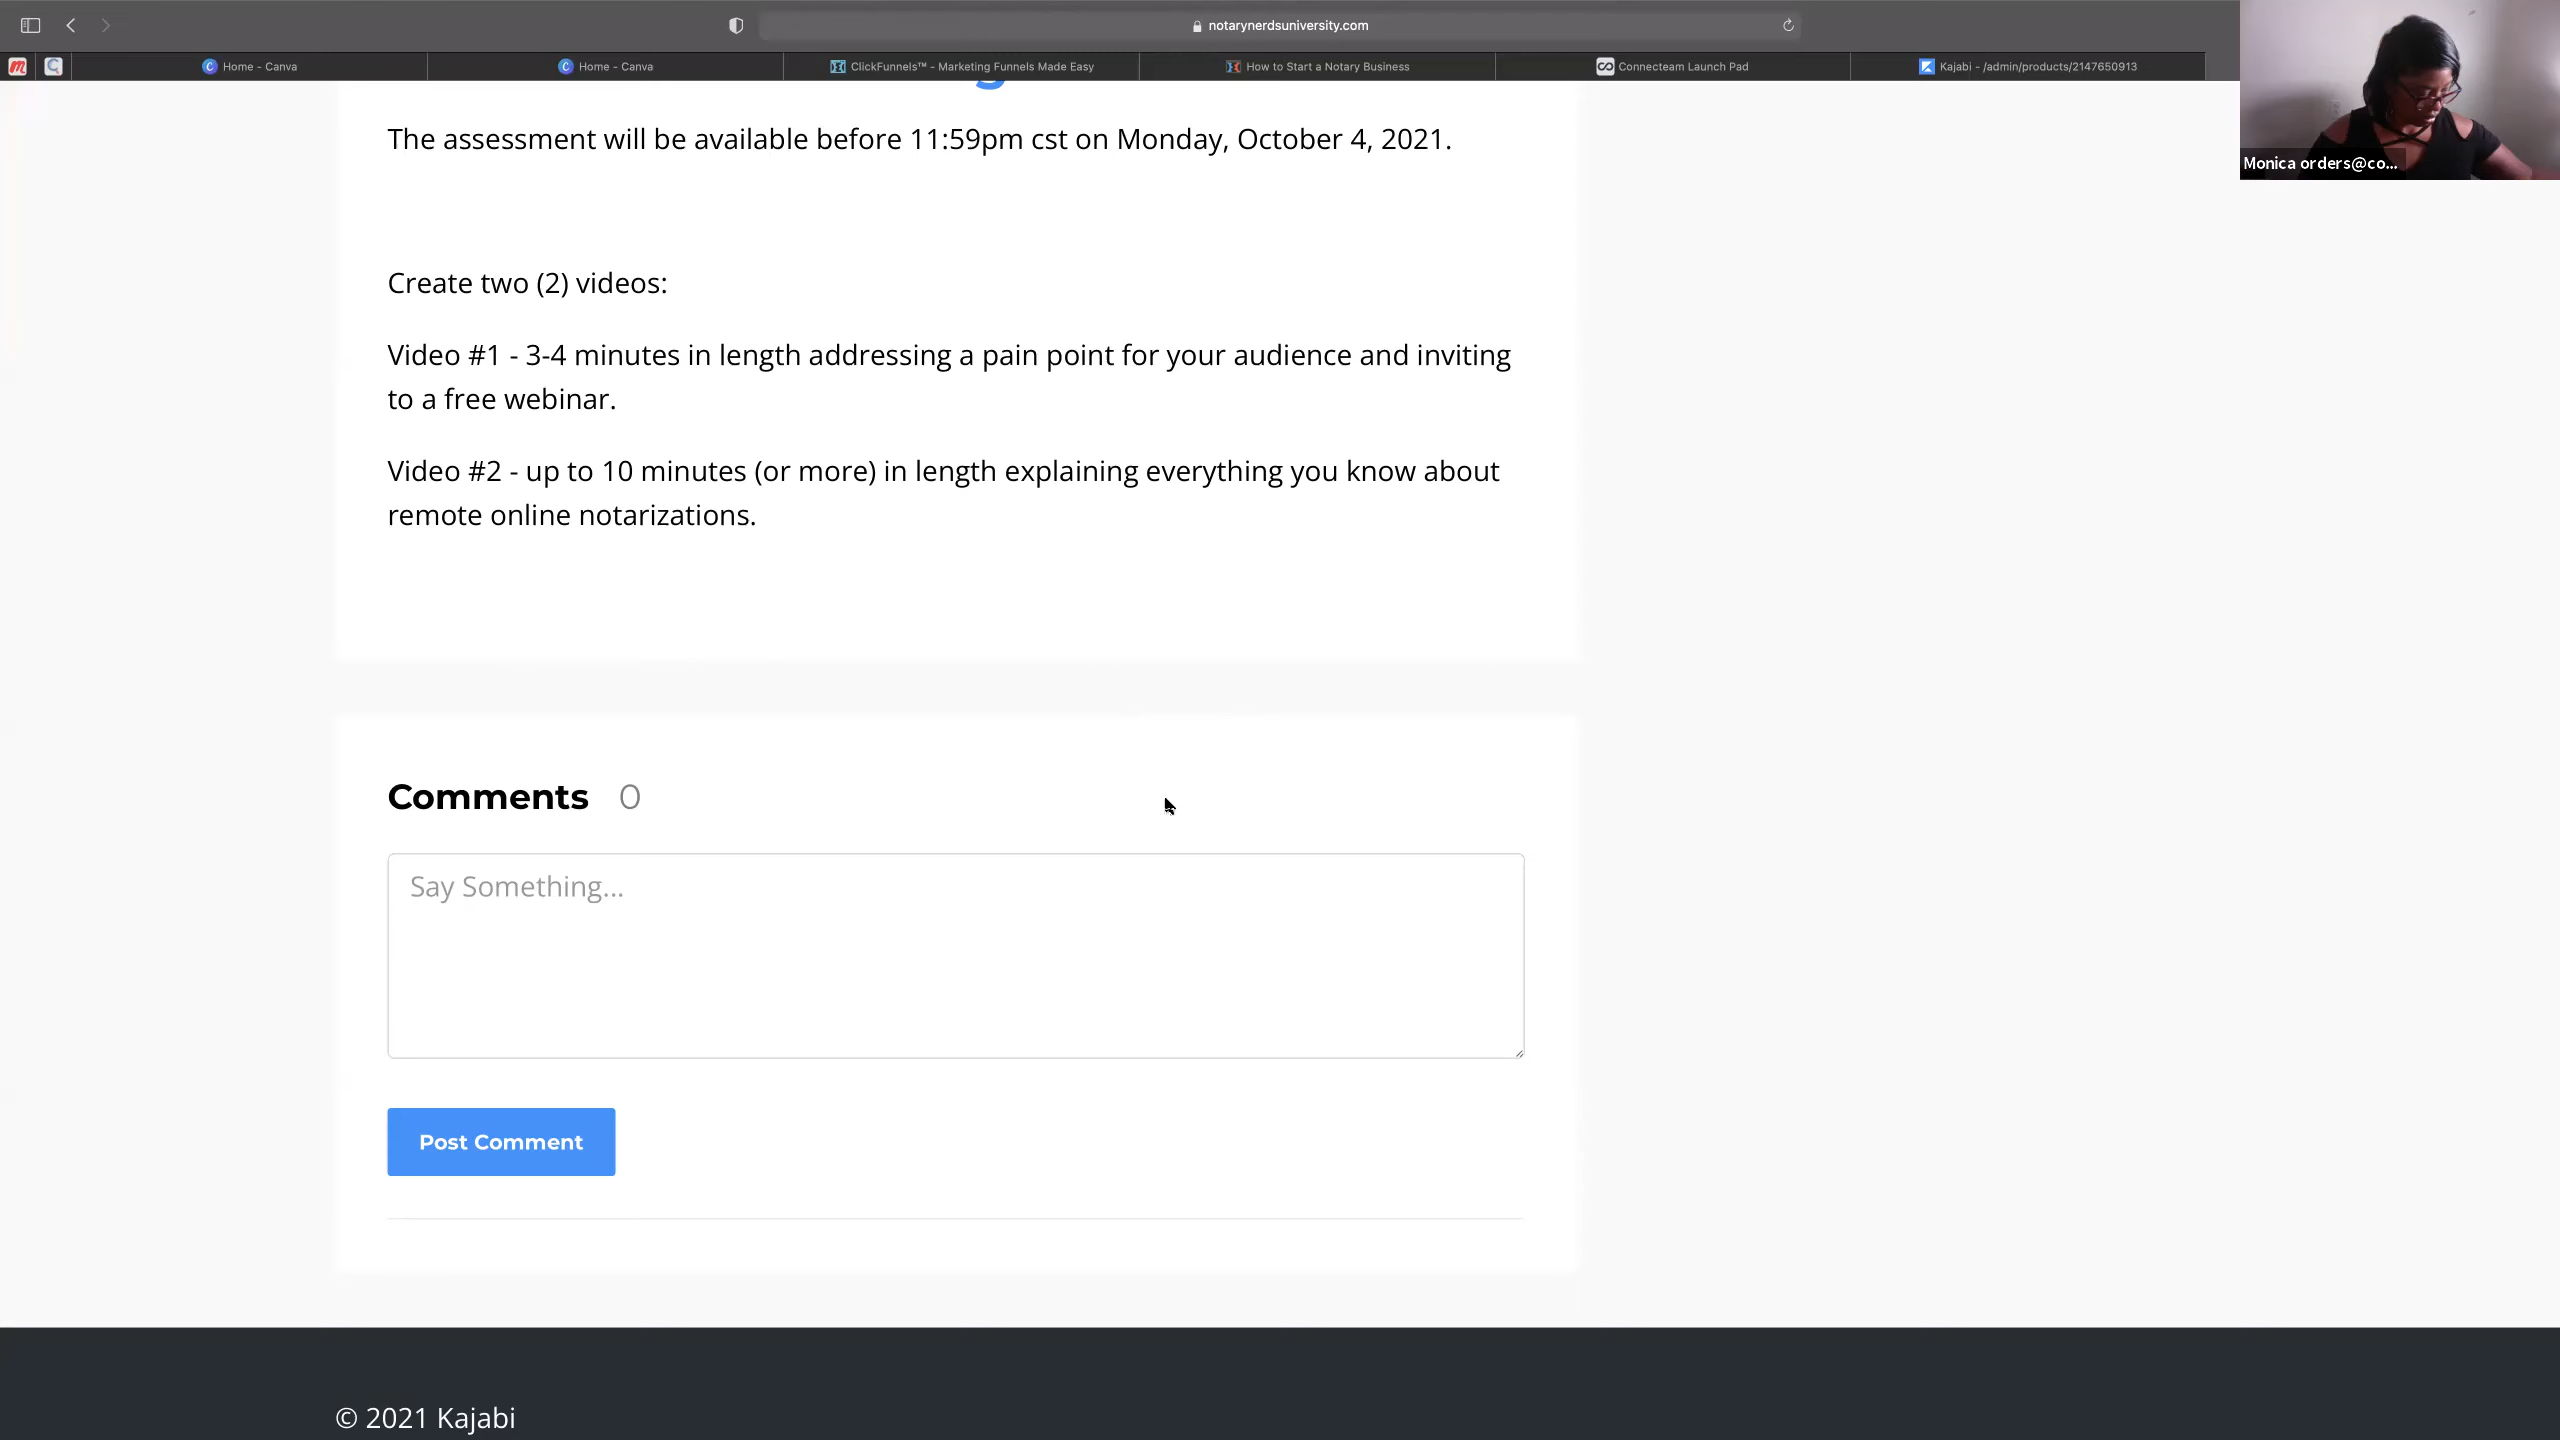 notarynerdsuniversity.com
Home - Canva
Home - Canva
ClickFunnels™ - Marketing Funnels Made Easy
How to Start a Notary Business
Connecteam Launch Pad
Kajabi - /admin/products/2147650913
Monica orders@co...
The assessment will be available before 11:59pm cst on Monday, October 4, 2021.
Create two (2) videos:
Video #1 - 3-4 minutes in length addressing a pain point for your audience and inviting
to a free webinar.
Video #2 - up to 10 minutes (or more) in length explaining everything you know about
remote online notarizations.
Comments 0
Say Something...
Post Comment
© 2021 Kajabi